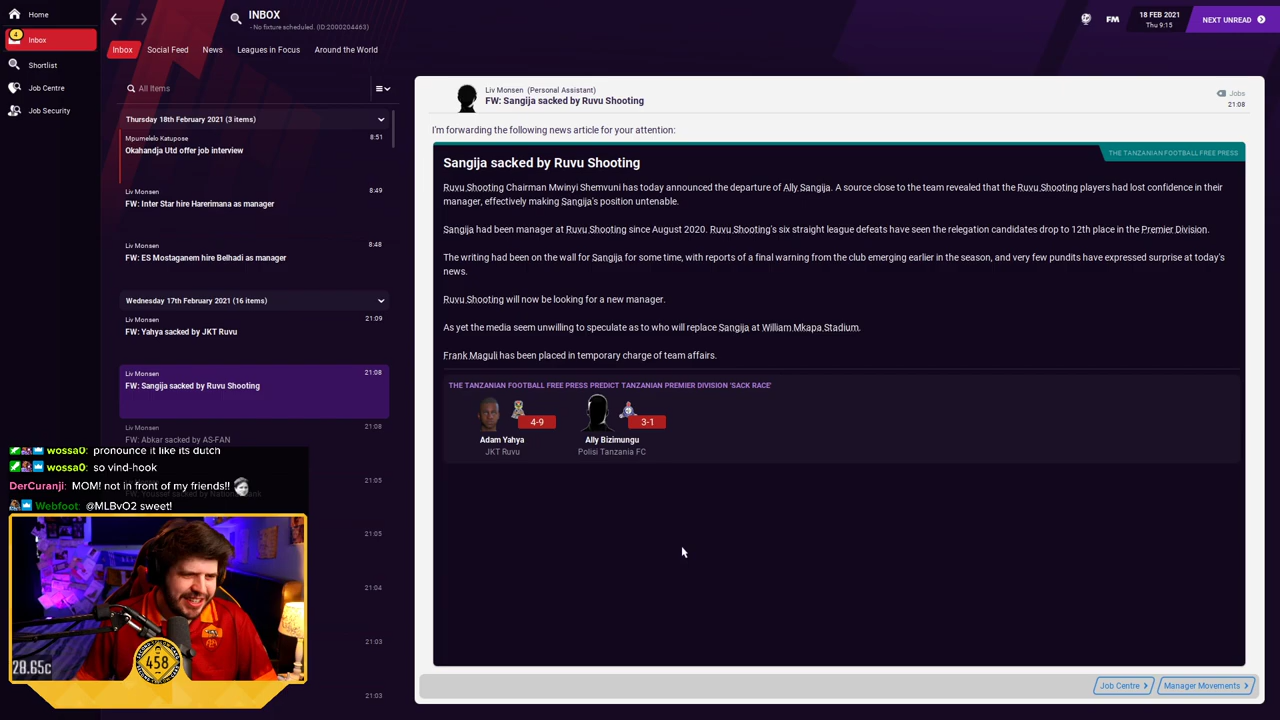 Home
4
Inbox
Shortlist
Job Centre
Job Security
INBOX
- No fixture scheduled. (ID:2000204463)
FM
18 FEB 2021
Thu 9:15
NEXT UNREAD
Inbox
Social Feed
News
Leagues in Focus
Around the World
All Items
Thursday 18th February 2021 (3 items)
Mpumelelo Katupose
8:51
Okahandja Utd offer job interview
Liv Monsen
8:49
FW: Inter Star hire Harerimana as manager
Liv Monsen
8:48
FW: ES Mostaganem hire Belhadi as manager
Wednesday 17th February 2021 (16 items)
Liv Monsen
21:09
FW: Yahya sacked by JKT Ruvu
Liv Monsen
21:08
FW: Sangija sacked by Ruvu Shooting
Liv Monsen
21:08
FW: Abkar sacked by AS-FAN
21:05
21:05
21:04
21:03
21:03
wossa0: pronounce it like its dutch
wossa0: so vind-hook
DerCuranji: MOM! not in front of my friends!!
Webfoot: @MLBvO2 sweet!
28.65c
458
Liv Monsen (Personal Assistant)
FW: Sangija sacked by Ruvu Shooting
Jobs
21:08
I'm forwarding the following news article for your attention:
THE TANZANIAN FOOTBALL FREE PRESS
Sangija sacked by Ruvu Shooting
Ruvu Shooting Chairman Mwinyi Shemvuni has today announced the departure of Ally Sangija. A source close to the team revealed that the Ruvu Shooting players had lost confidence in their
manager, effectively making Sangija's position untenable.
Sangija had been manager at Ruvu Shooting since August 2020. Ruvu Shooting's six straight league defeats have seen the relegation candidates drop to 12th place in the Premier Division.
The writing had been on the wall for Sangija for some time, with reports of a final warning from the club emerging earlier in the season, and very few pundits have expressed surprise at today's
news.
Ruvu Shooting will now be looking for a new manager.
As yet the media seem unwilling to speculate as to who will replace Sangija at William Mkapa Stadium.
Frank Maguli has been placed in temporary charge of team affairs.
THE TANZANIAN FOOTBALL FREE PRESS PREDICT TANZANIAN PREMIER DIVISION 'SACK RACE'
4-9
3-1
Adam Yahya
Ally Bizimungu
JKT Ruvu
Polisi Tanzania FC
Job Centre
Manager Movements